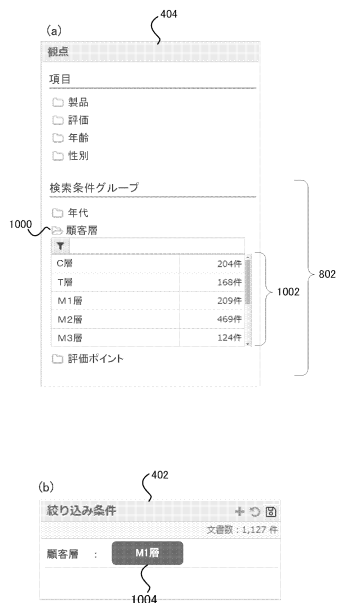 (a)
404
観点
項目
製品
評価
年齢
性別
検索条件グループ
802
年代
1000
顧客層
C層 204件
T層 168件
M1層 209件
1002
M2層 469件
M3層 124件
評価ポイント
(b)
402
絞り込み条件
文書数:1,127 件
顧客層 : M1層
1004